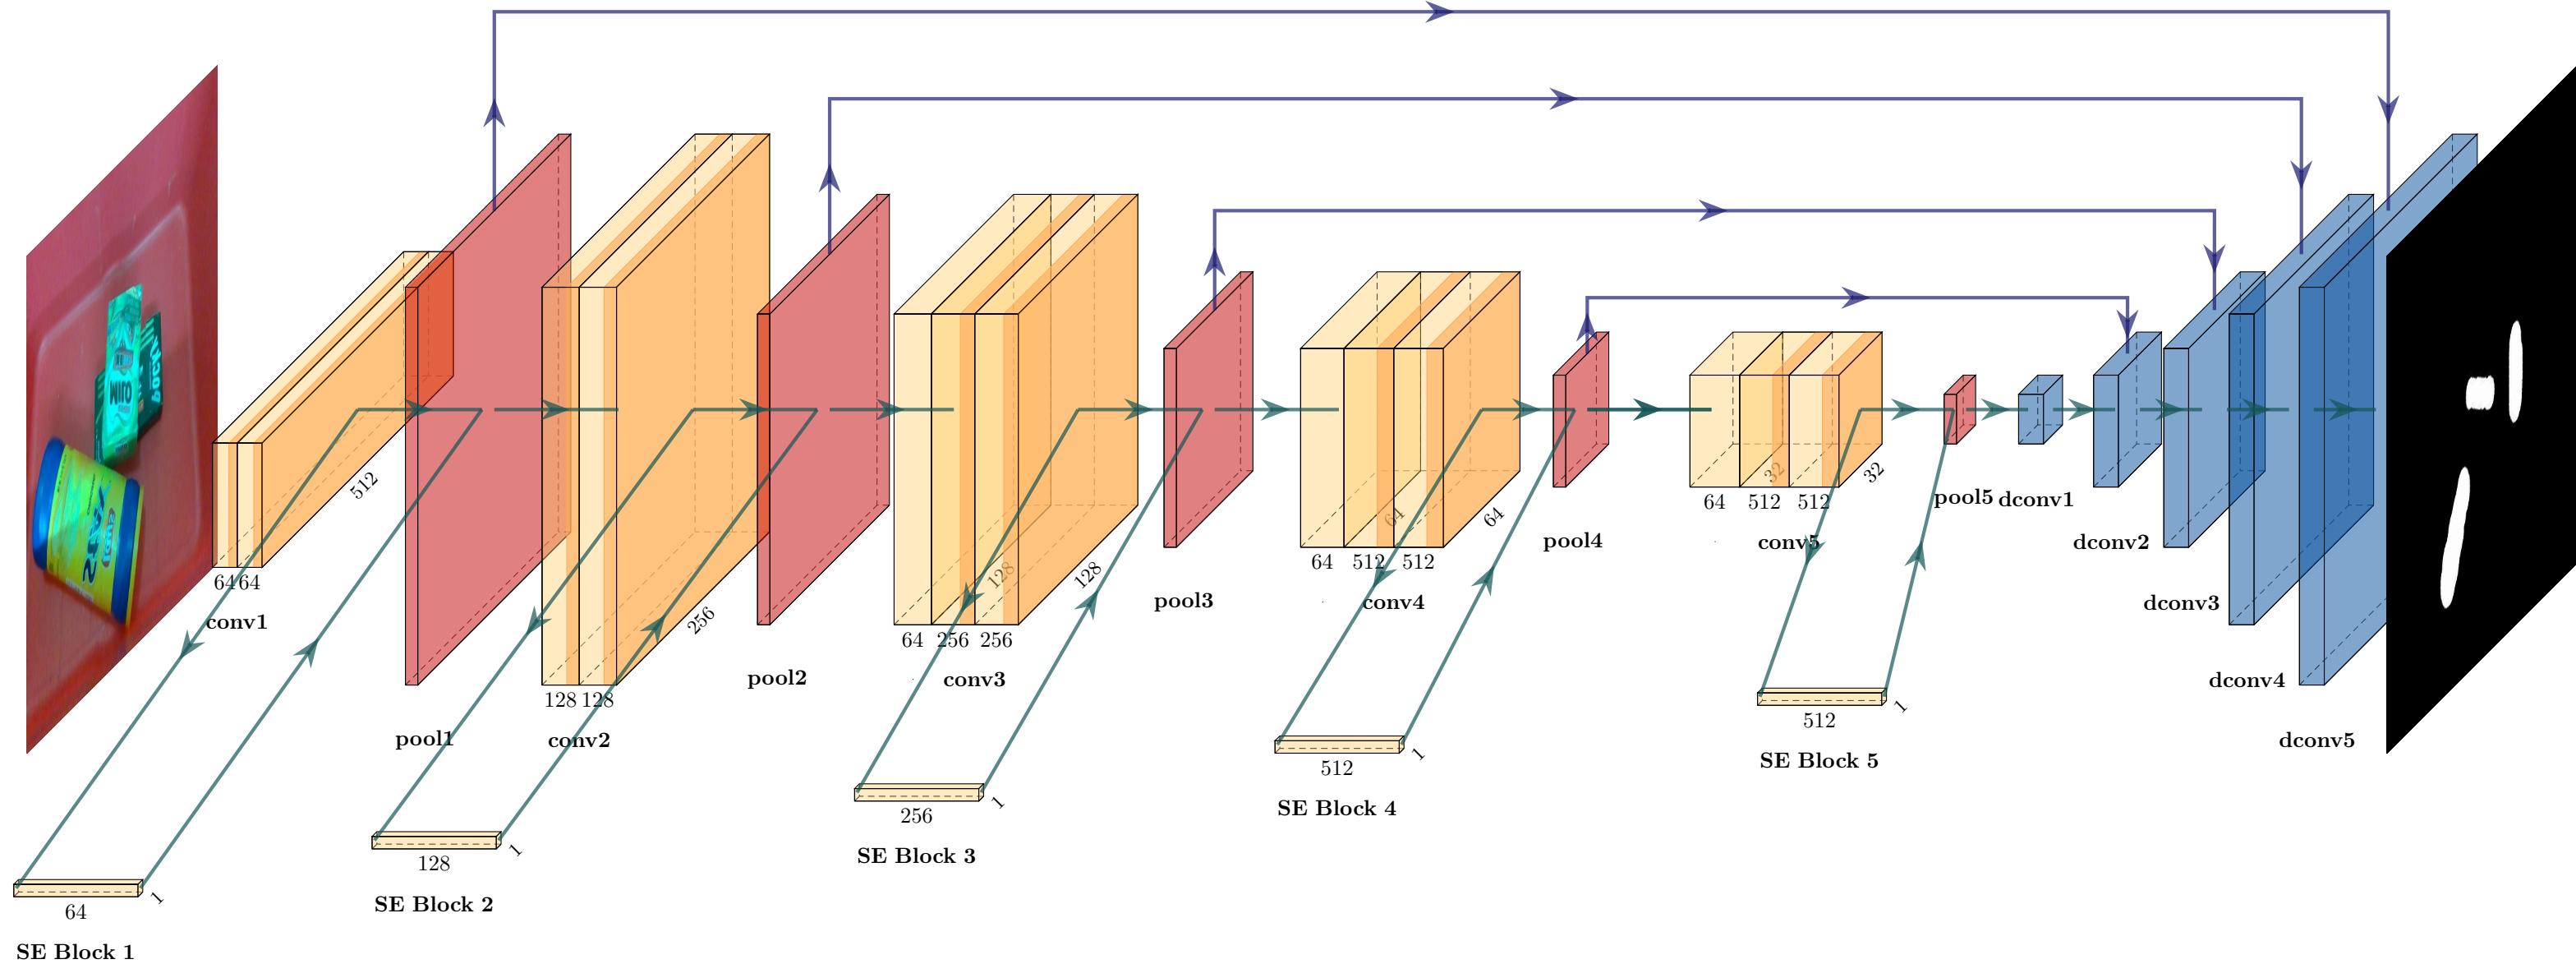 512
64 64
conv1
pool1
64
1
SE Block 1
256
128 128
conv2
pool2
128
1
SE Block 2
128
128
64 256 256
conv3
pool3
256
1
SE Block 3
64
64
64 512 512
conv4
pool4
512
1
SE Block 4
32
32
64 512 512
conv5
pool5
512
1
SE Block 5
dconv1
dconv2
dconv3
dconv4
dconv5